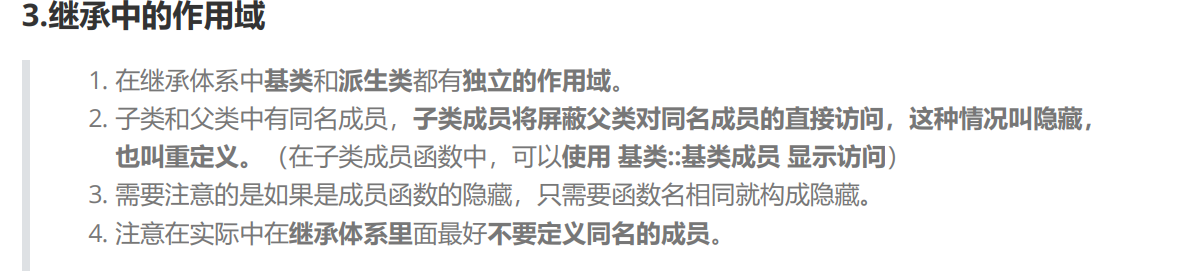 3.继承中的作用域
1. 在继承体系中基类和派生类都有独立的作用域。
2. 子类和父类中有同名成员，子类成员将屏蔽父类对同名成员的直接访问，这种情况叫隐藏，
也叫重定义。（在子类成员函数中，可以使用 基类::基类成员 显示访问）
3. 需要注意的是如果是成员函数的隐藏，只需要函数名相同就构成隐藏。
4. 注意在实际中在继承体系里面最好不要定义同名的成员。